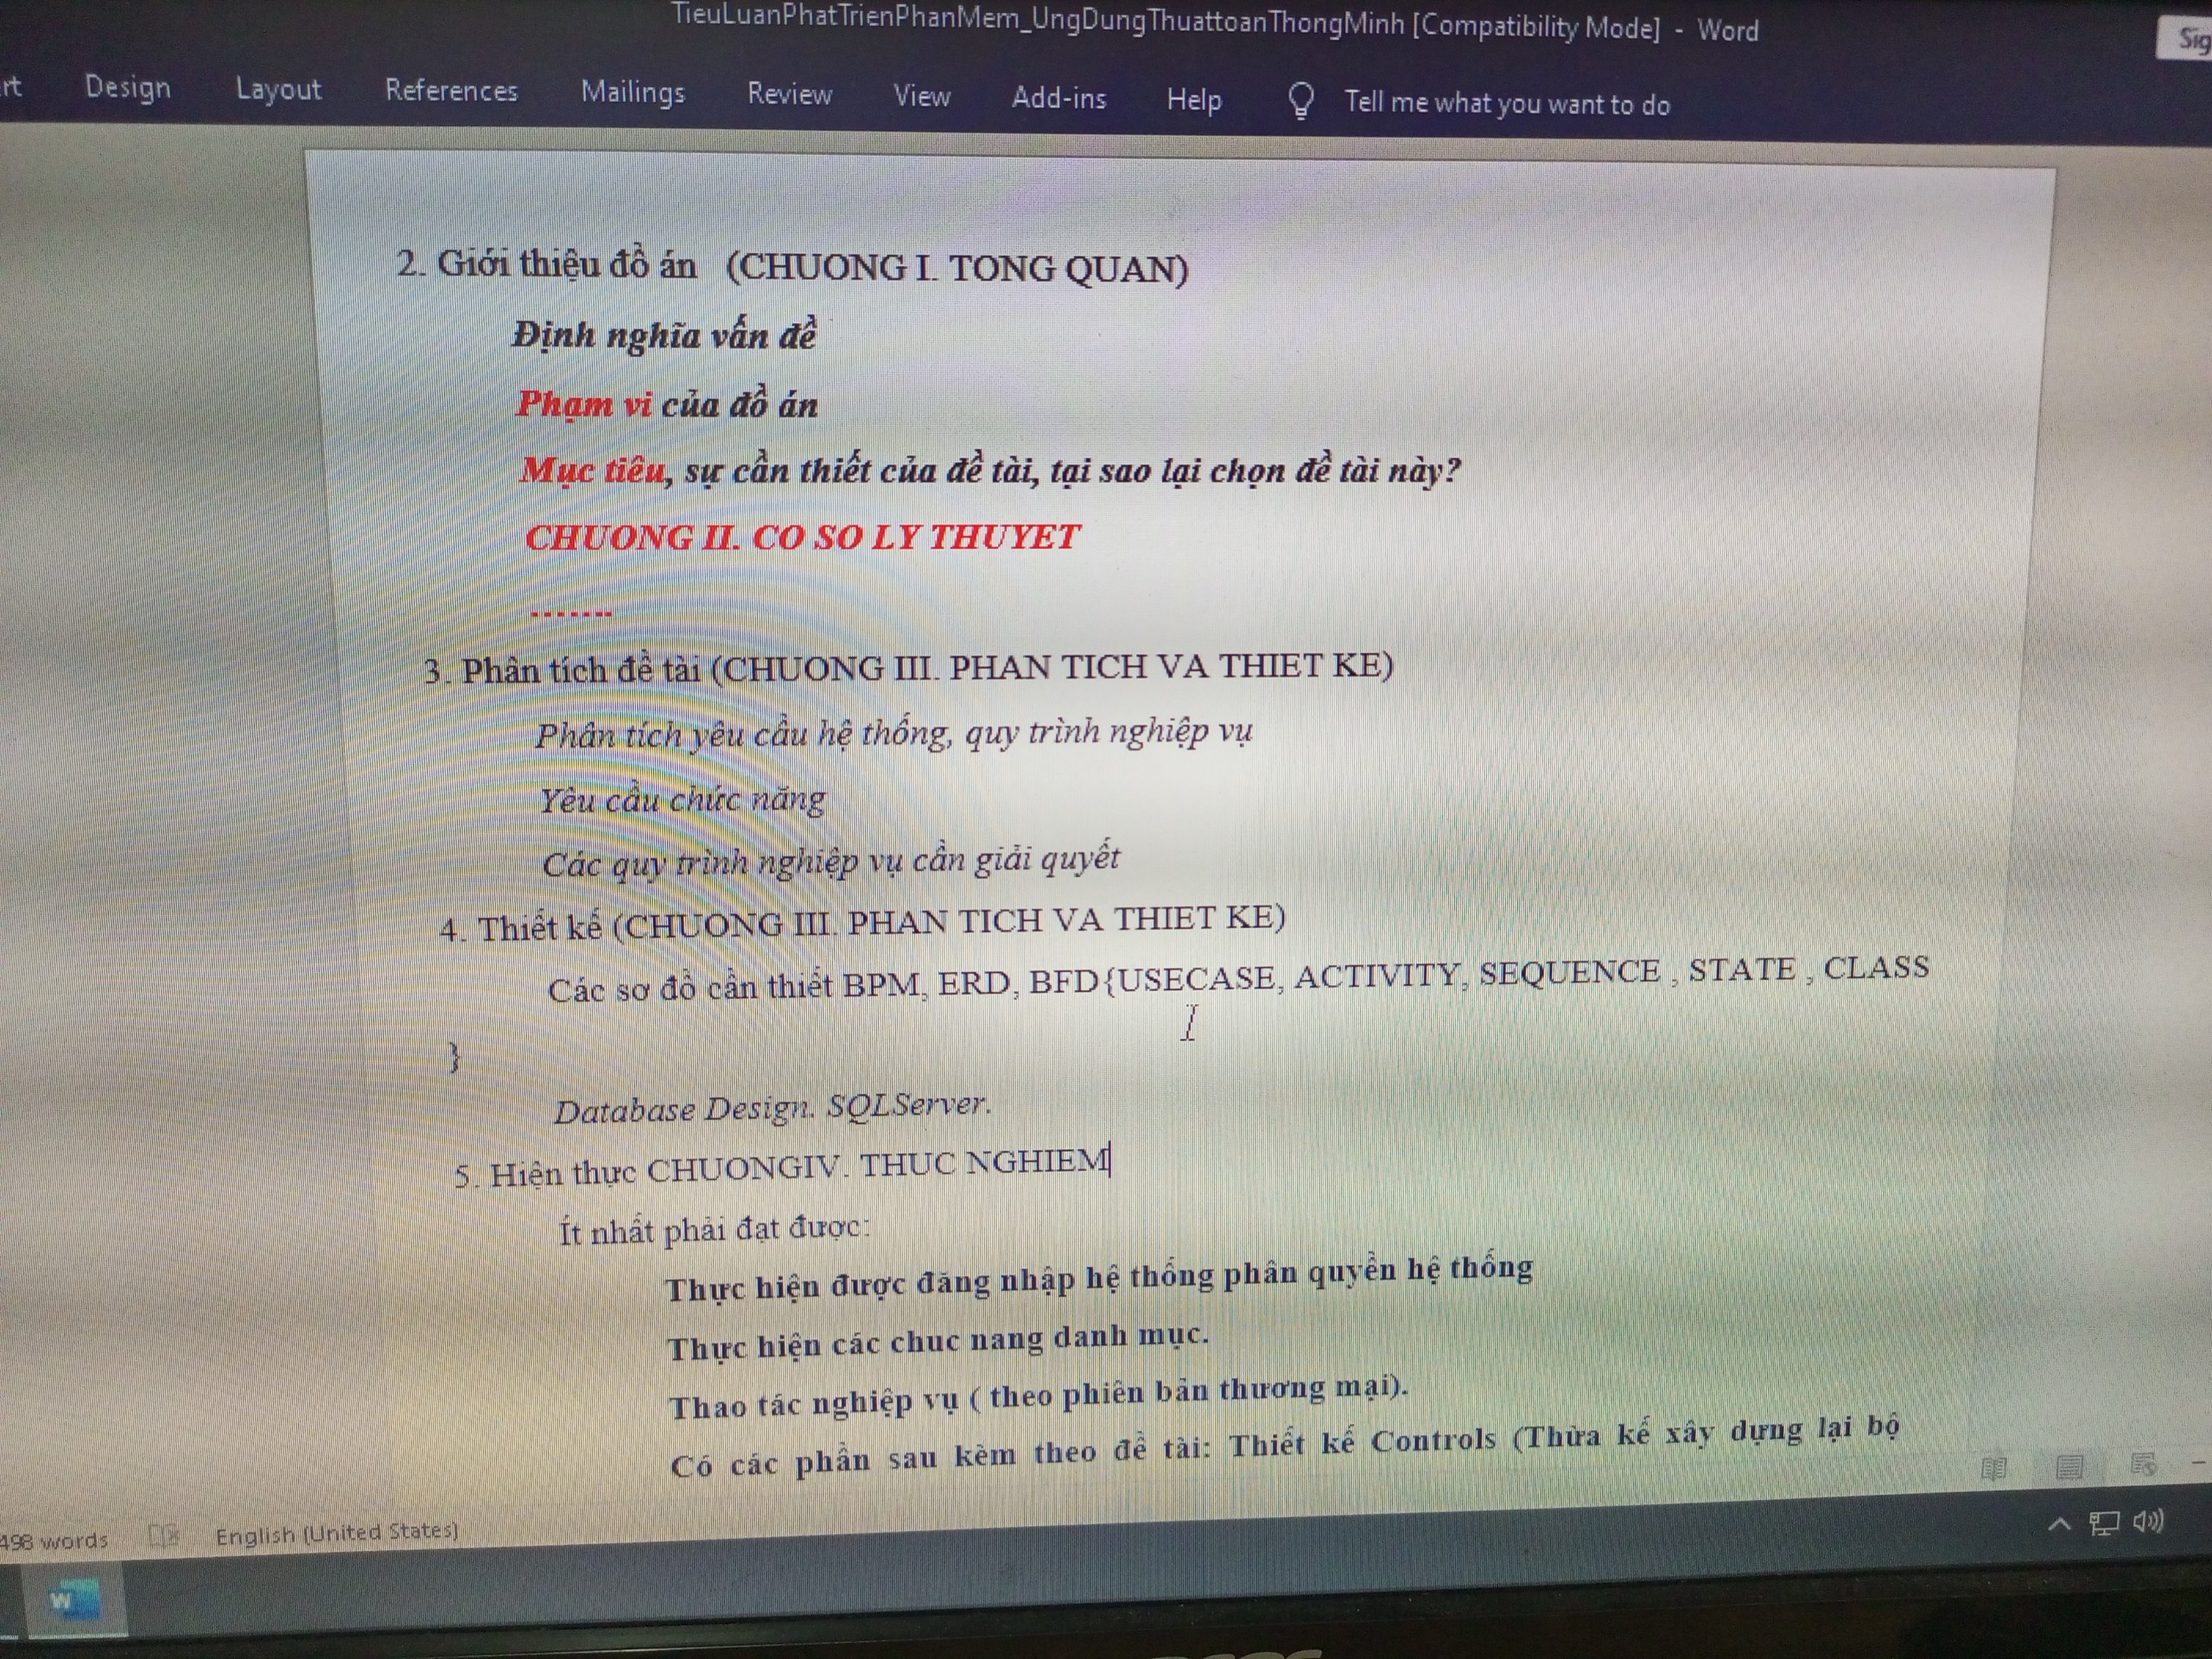 TieuLuanPhatTrienPhanMem_UngDungThuattoanThongMinh [Compatibility Mode] - Word
Sig
rt Design Layout References Mailings Review View Add-ins Help Tell me what you want to do
2. Giới thiệu đồ án (CHUONG I. TONG QUAN)
Định nghĩa vấn đề
Phạm vi của đồ án
Mục tiêu, sự cần thiết của đề tài, tại sao lại chọn đề tài này?
CHUONG II. CO SO LY THUYET
.......
3. Phân tích đề tài (CHUONG III. PHAN TICH VA THIET KE)
Phân tích yêu cầu hệ thống, quy trình nghiệp vụ
Yêu cầu chức năng
Các quy trình nghiệp vụ cần giải quyết
4. Thiết kế (CHUONG III. PHAN TICH VA THIET KE)
Các sơ đồ cần thiết BPM, ERD, BFD{USECASE, ACTIVITY, SEQUENCE , STATE , CLASS
}
Database Design. SQLServer.
5. Hiện thực CHUONGIV. THUC NGHIEM
Ít nhất phải đạt được:
Thực hiện được đăng nhập hệ thống phân quyền hệ thống
Thực hiện các chuc nang danh mục.
Thao tác nghiệp vụ ( theo phiên bản thương mại).
Có các phần sau kèm theo đề tài: Thiết kế Controls (Thừa kế xây dựng lại bộ
498 words English (United States)
W